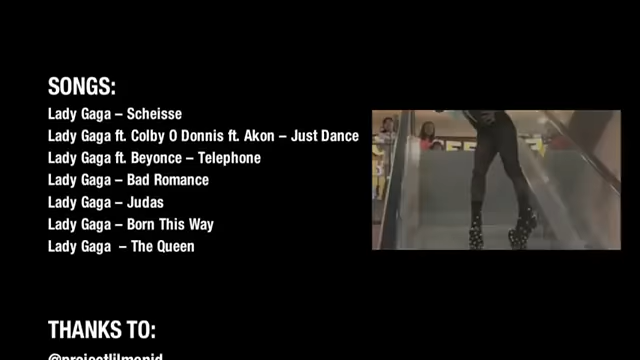 SONGS:
Lady Gaga – Scheisse
Lady Gaga ft. Colby O Donnis ft. Akon – Just Dance
Lady Gaga ft. Beyonce – Telephone
Lady Gaga – Bad Romance
Lady Gaga – Judas
Lady Gaga – Born This Way
Lady Gaga – The Queen
THANKS TO: